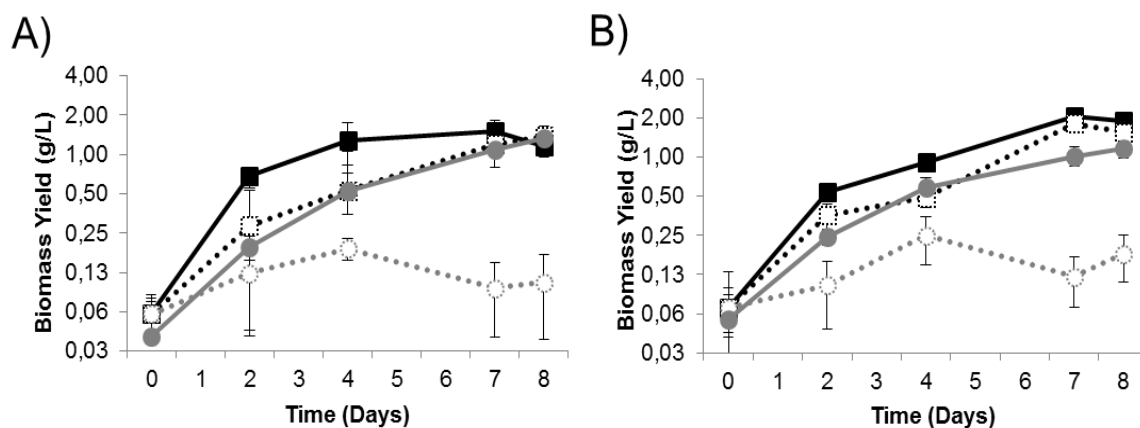 A)
Biomass Yield (g/L)
4,00
2,00
1,00
0,50
0,25
0,13
0,06
0,03
0 1 2 3 4 5 6 7 8
Time (Days)
B)
Biomass Yield (g/L)
4,00
2,00
1,00
0,50
0,25
0,13
0,06
0,03
0 1 2 3 4 5 6 7 8
Time (Days)